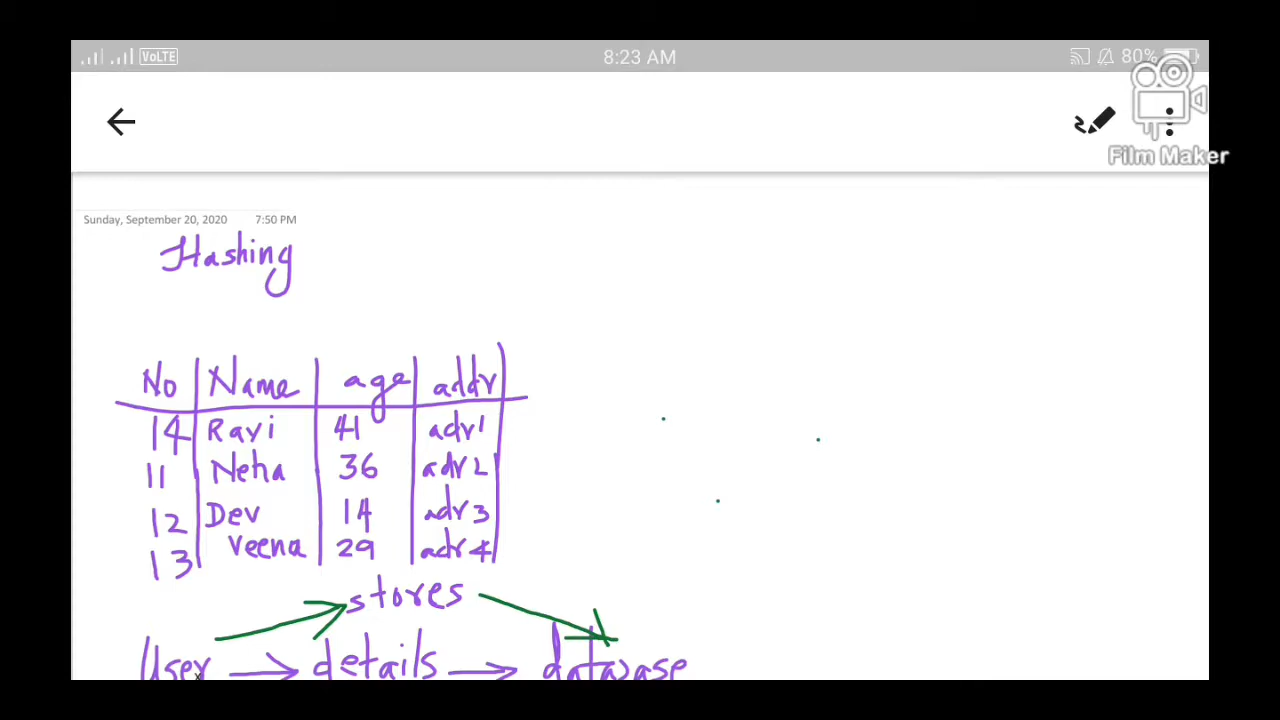 VoLTE 8:23 AM 80%
Film Maker
Sunday, September 20, 2020 7:50 PM
Hashing
No Name age addr
14 Ravi 41 adr1
11 Neha 36 adr2
12 Dev 14 adr3
13 Veena 29 adr4
stores
User → details → database